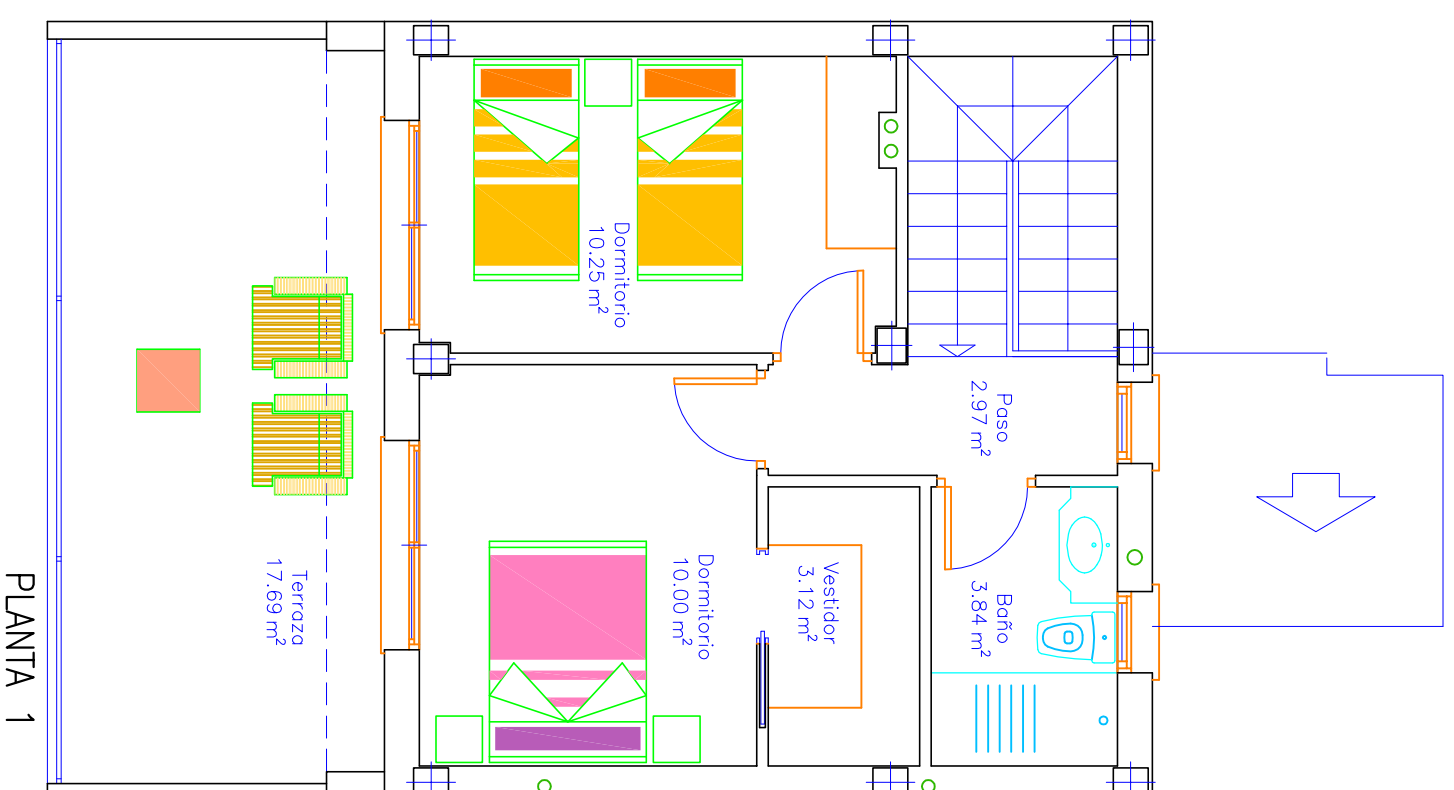 Dormitorio
10.25 m²
Paso
2.97 m²
Dormitorio
10.00 m²
Vestidor
3.12 m²
Baño
3.84 m²
Terraza
17.69 m²
PLANTA 1